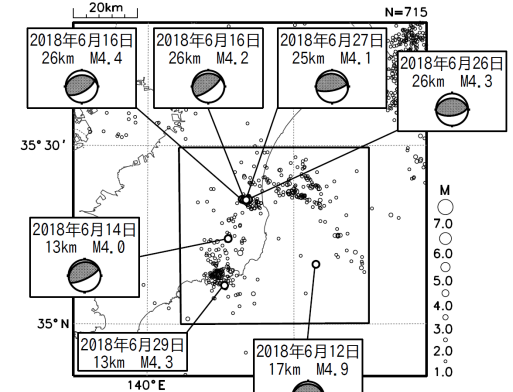 20km
N=715
2018年6月16日
26km M4.4
2018年6月16日
26km M4.2
2018年6月27日
25km M4.1
2018年6月26日
26km M4.3
35°30'
M
7.0
6.0
5.0
4.0
3.0
2.0
1.0
2018年6月14日
13km M4.0
35°N
2018年6月29日
13km M4.3
2018年6月12日
17km M4.9
140°E